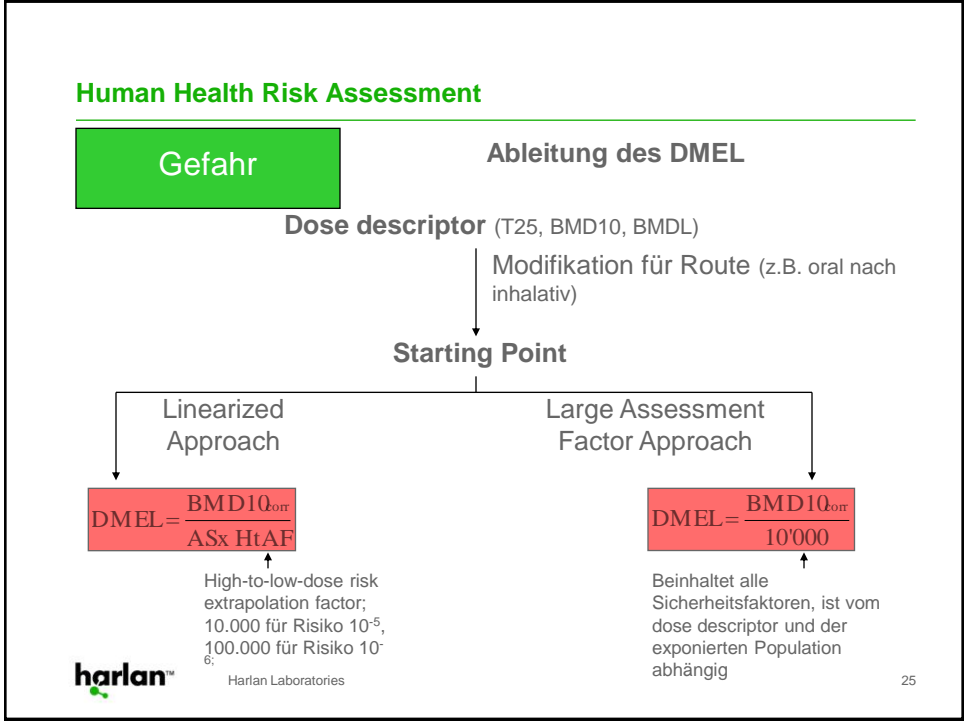 Human Health Risk Assessment
Gefahr
Ableitung des DMEL
Dose descriptor (T25, BMD10, BMDL)
Modifikation für Route (z.B. oral nach
inhalativ)
Starting Point
Linearized
Approach
Large Assessment
Factor Approach
DMEL = BMD10corr
ASx HtAF
DMEL = BMD10corr
10'000
High-to-low-dose risk
extrapolation factor;
10.000 für Risiko 10-5,
100.000 für Risiko 10-
6;
Beinhaltet alle
Sicherheitsfaktoren, ist vom
dose descriptor und der
exponierten Population
abhängig
harlan™
Harlan Laboratories
25